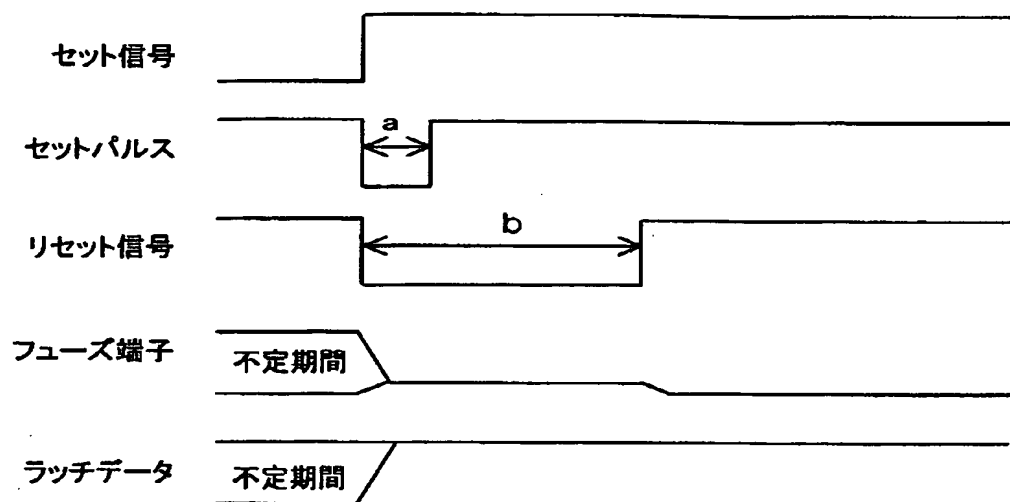 セット信号
a
セットパルス
b
リセット信号
フューズ端子
不定期間
ラッチデータ
不定期間